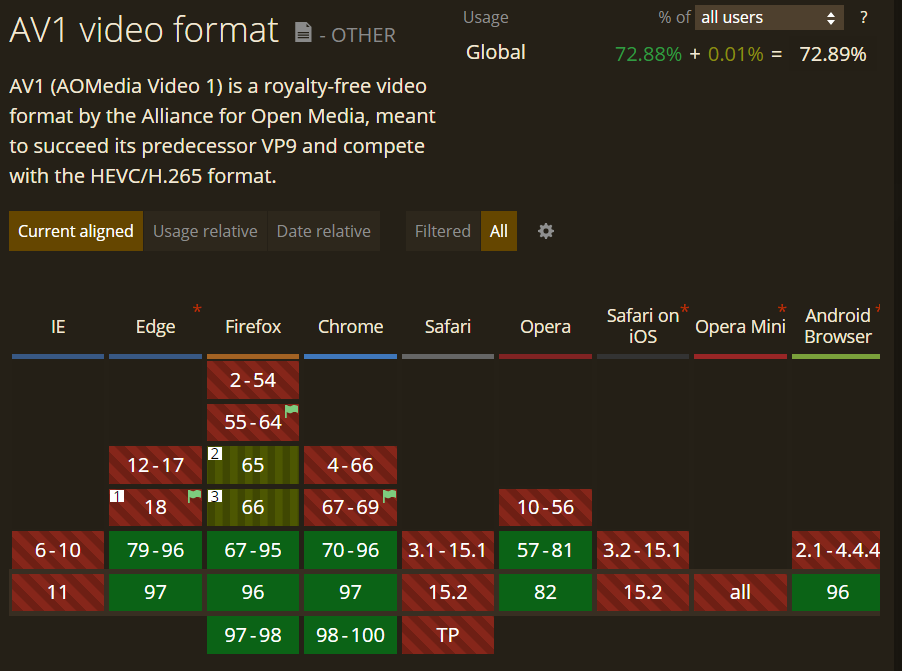 AV1 video format - OTHER
Usage % of all users ?
Global 72.88% + 0.01% = 72.89%
AV1 (AOMedia Video 1) is a royalty-free video
format by the Alliance for Open Media, meant
to succeed its predecessor VP9 and compete
with the HEVC/H.265 format.
Current aligned Usage relative Date relative Filtered All
IE Edge * Firefox Chrome Safari Opera Safari on iOS * Opera Mini * Android Browser *
2-54
55-64
12-17 2 65 4-66
1 18 3 66 67-69 10-56
6-10 79-96 67-95 70-96 3.1-15.1 57-81 3.2-15.1 2.1-4.4.4
11 97 96 97 15.2 82 15.2 all 96
97-98 98-100 TP